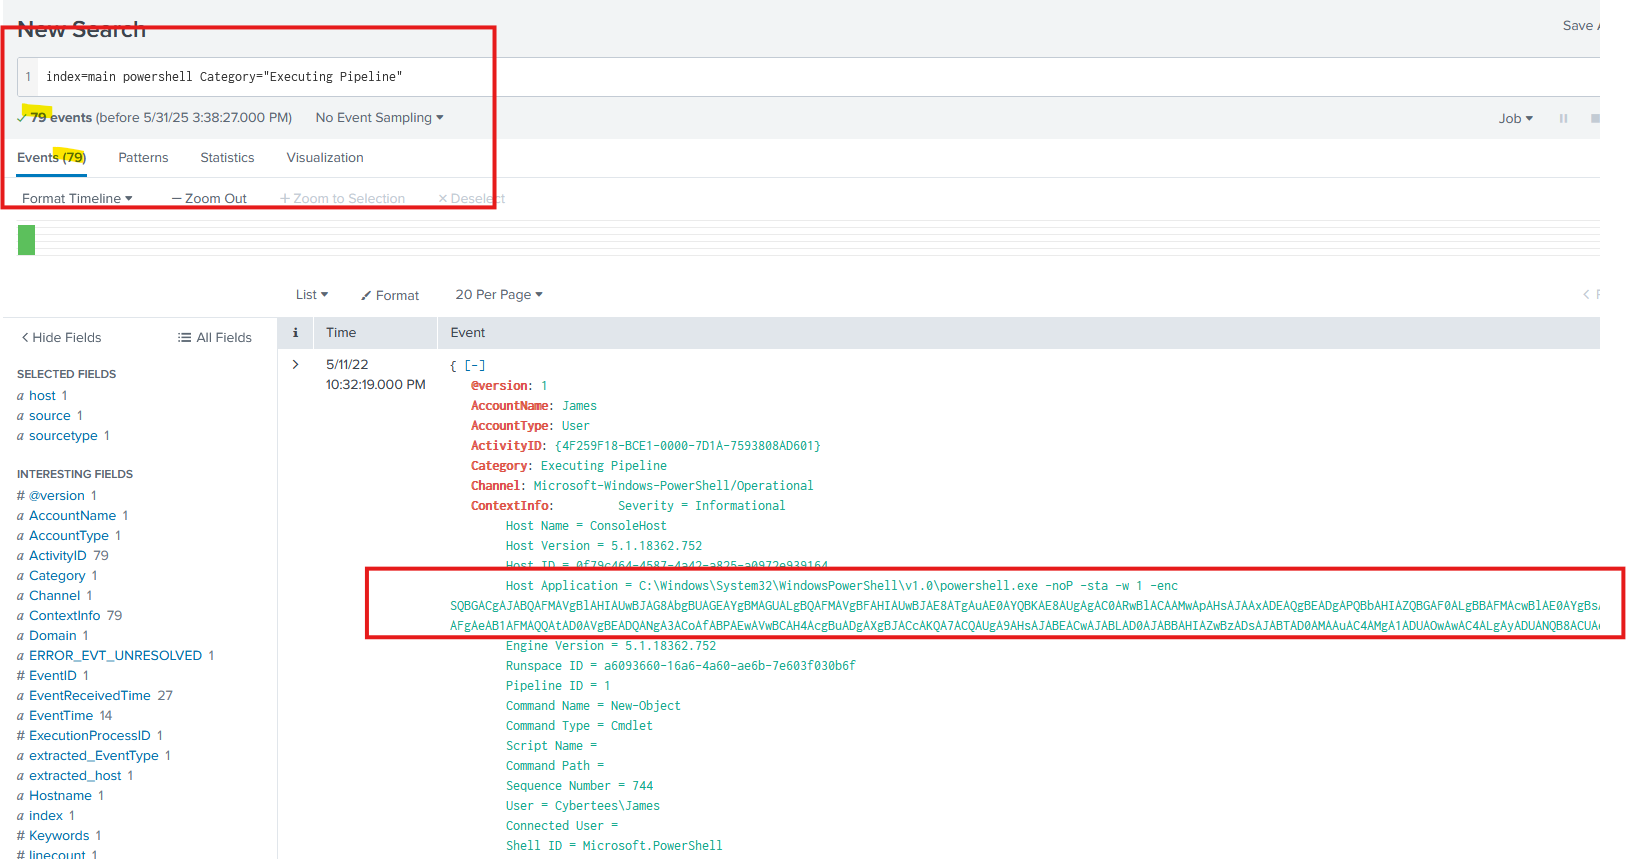 New Search
Save
1 index=main powershell Category="Executing Pipeline"
79 events (before 5/31/25 3:38:27.000 PM) No Event Sampling
Job
Events (79) Patterns Statistics Visualization
Format Timeline — Zoom Out + Zoom to Selection × Deselect
List Format 20 Per Page
< Hide Fields All Fields
i Time Event
SELECTED FIELDS
a host 1
a source 1
a sourcetype 1
INTERESTING FIELDS
# @version 1
a AccountName 1
a AccountType 1
a ActivityID 79
a Category 1
a Channel 1
a ContextInfo 79
a Domain 1
a ERROR_EVT_UNRESOLVED 1
# EventID 1
a EventReceivedTime 27
a EventTime 14
# ExecutionProcessID 1
a extracted_EventType 1
a extracted_host 1
a Hostname 1
a index 1
# Keywords 1
# linecount 1
> 5/11/22
10:32:19.000 PM
{ [-]
@version: 1
AccountName: James
AccountType: User
ActivityID: {4F259F18-BCE1-0000-7D1A-7593808AD601}
Category: Executing Pipeline
Channel: Microsoft-Windows-PowerShell/Operational
ContextInfo: Severity = Informational
Host Name = ConsoleHost
Host Version = 5.1.18362.752
Host ID = 0f79c464-4587-4a42-a825-a0972e939164
Host Application = C:\Windows\System32\WindowsPowerShell\v1.0\powershell.exe -noP -sta -w 1 -enc
Engine Version = 5.1.18362.752
Runspace ID = a6093660-16a6-4a60-ae6b-7e603f030b6f
Pipeline ID = 1
Command Name = New-Object
Command Type = Cmdlet
Script Name =
Command Path =
Sequence Number = 744
User = Cybertees\James
Connected User =
Shell ID = Microsoft.PowerShell